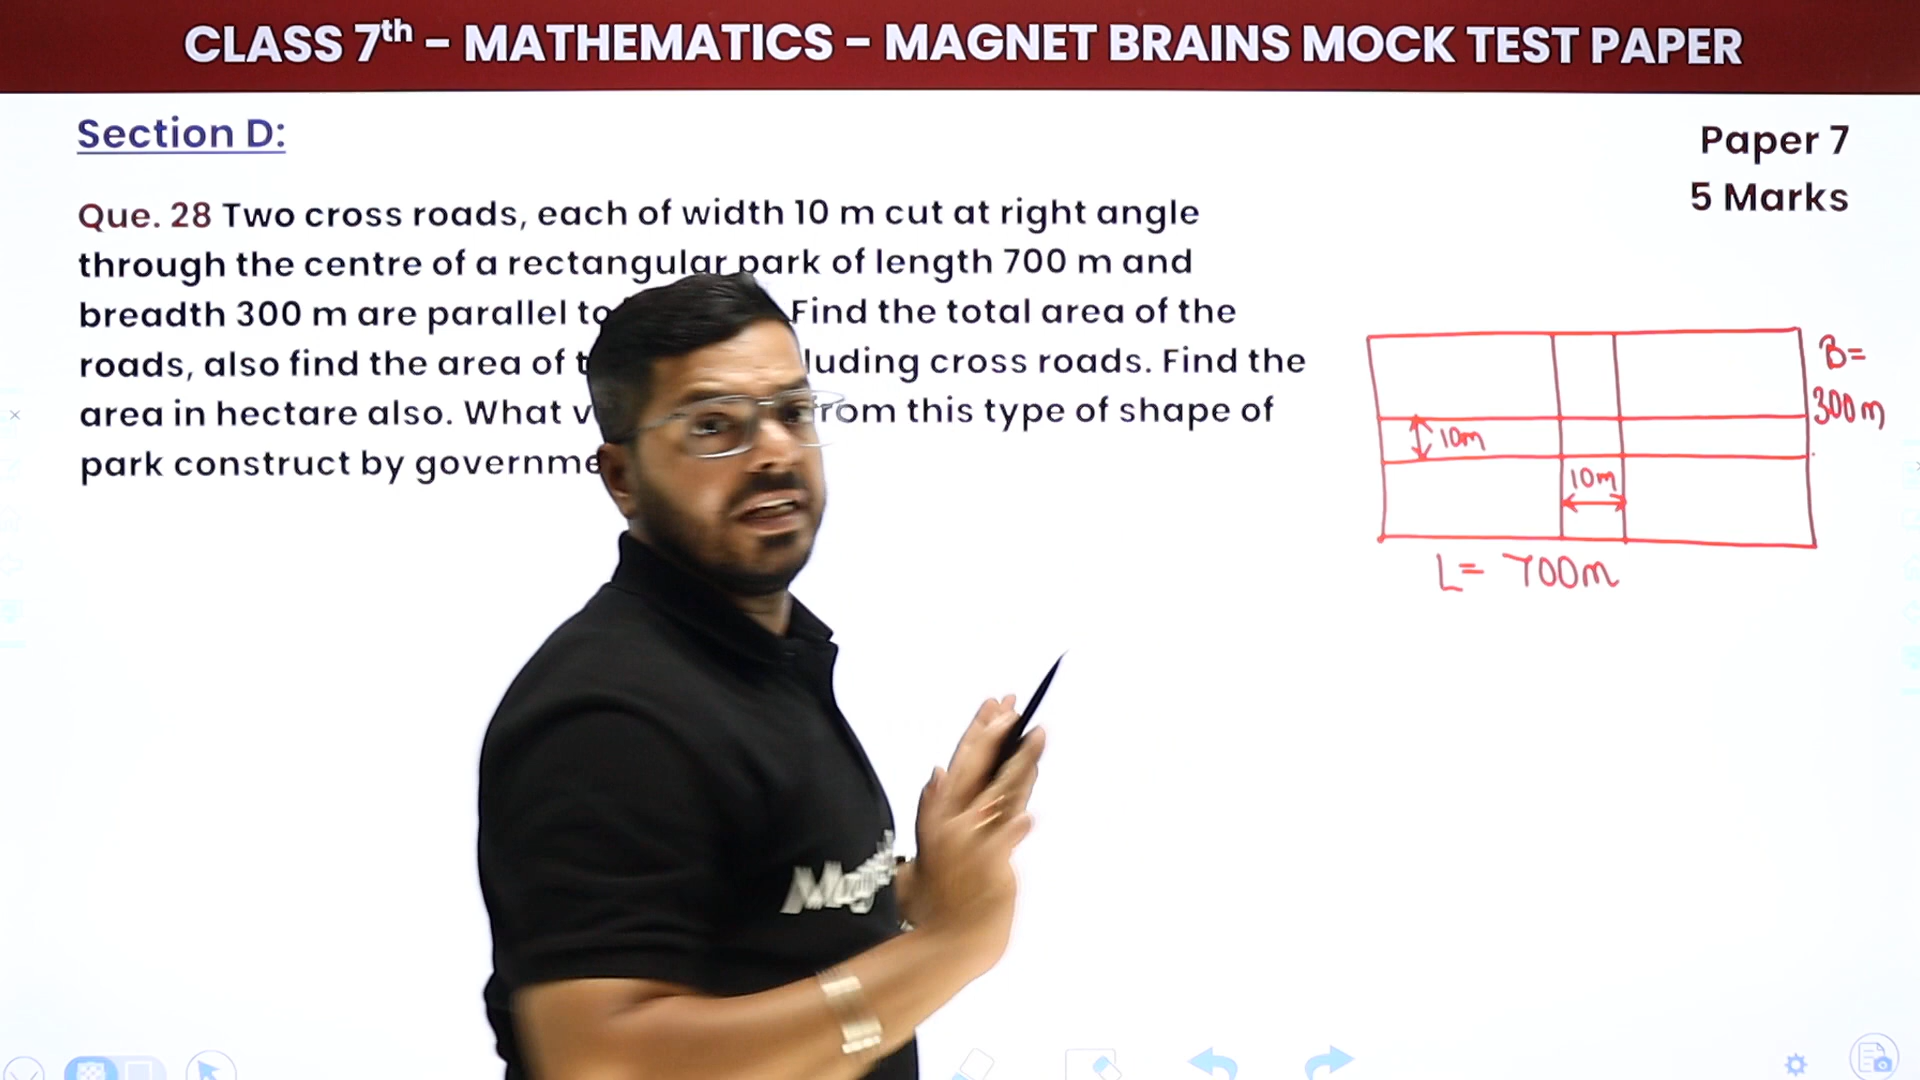 CLASS 7th - MATHEMATICS - MAGNET BRAINS MOCK TEST PAPER
Section D:
Paper 7
5 Marks
Que. 28 Two cross roads, each of width 10 m cut at right angle
through the centre of a rectangular park of length 700 m and
breadth 300 m are parallel to Find the total area of the
roads, also find the area of luding cross roads. Find the
area in hectare also. What from this type of shape of
park construct by governme
B=
300m
10m
10m
L= 700m
Magnet